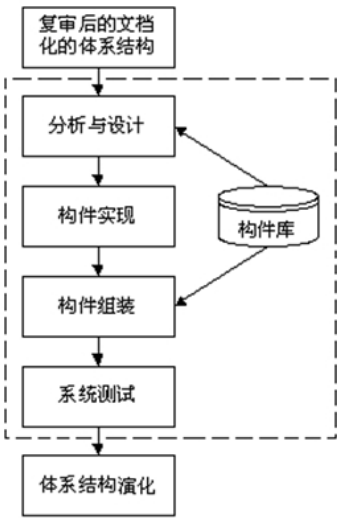 复审后的文档
化的体系结构
分析与设计
构件实现
构件库
构件组装
系统测试
体系结构演化